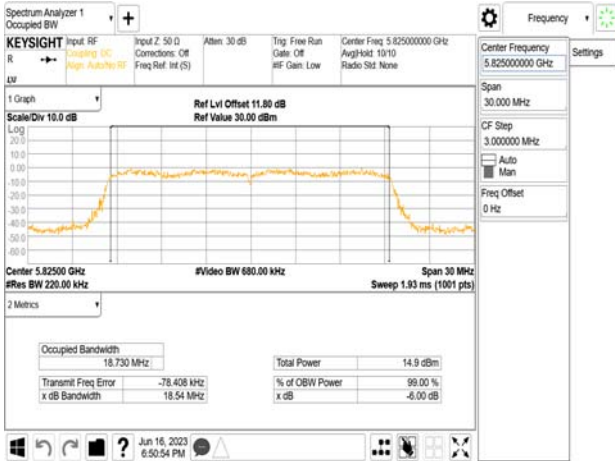 Spectrum Analyzer 1
Occupied BW
Frequency
KEYSIGHT
R
Input: RF
Coupling: DC
Align: Auto/No RF
Input Z: 50 Ω
Corrections: Off
Freq Ref: Int (S)
Atten: 30 dB
Trig: Free Run
Gate: Off
#IF Gain: Low
Center Freq: 5.825000000 GHz
Avg|Hold: 10/10
Radio Std: None
Center Frequency
5.825000000 GHz
Settings
Span
30.000 MHz
CF Step
3.000000 MHz
Auto
Man
Freq Offset
0 Hz
1 Graph
Scale/Div 10.0 dB
Ref Lvl Offset 11.80 dB
Ref Value 30.00 dBm
Log
20.0
10.0
0.00
-10.0
-20.0
-30.0
-40.0
-50.0
-60.0
Center 5.82500 GHz
#Res BW 220.00 kHz
#Video BW 680.00 kHz
Span 30 MHz
Sweep 1.93 ms (1001 pts)
2 Metrics
Occupied Bandwidth
18.730 MHz
Transmit Freq Error -78.408 kHz
x dB Bandwidth 18.54 MHz
Total Power 14.9 dBm
% of OBW Power 99.00 %
x dB -6.00 dB
?
Jun 16, 2023
6:50:54 PM